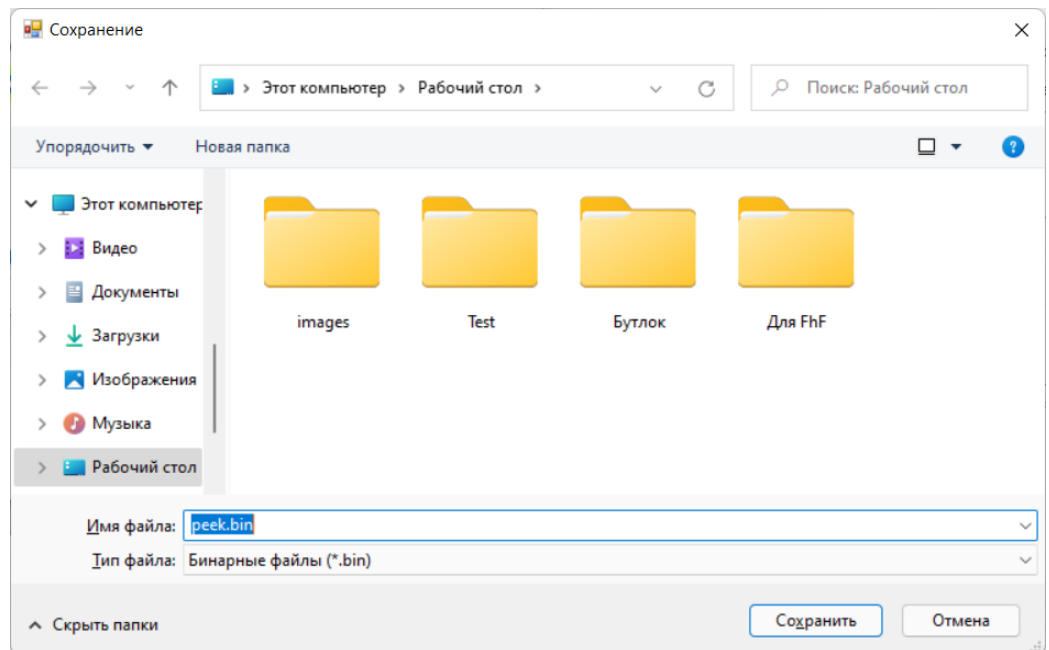 Сохранение
Этот компьютер > Рабочий стол >
Поиск: Рабочий стол
Упорядочить
Новая папка
Этот компьютер
Видео
Документы
Загрузки
Изображения
Музыка
Рабочий стол
images
Test
Бутлок
Для FhF
Имя файла: peek.bin
Тип файла: Бинарные файлы (*.bin)
Скрыть папки
Сохранить
Отмена